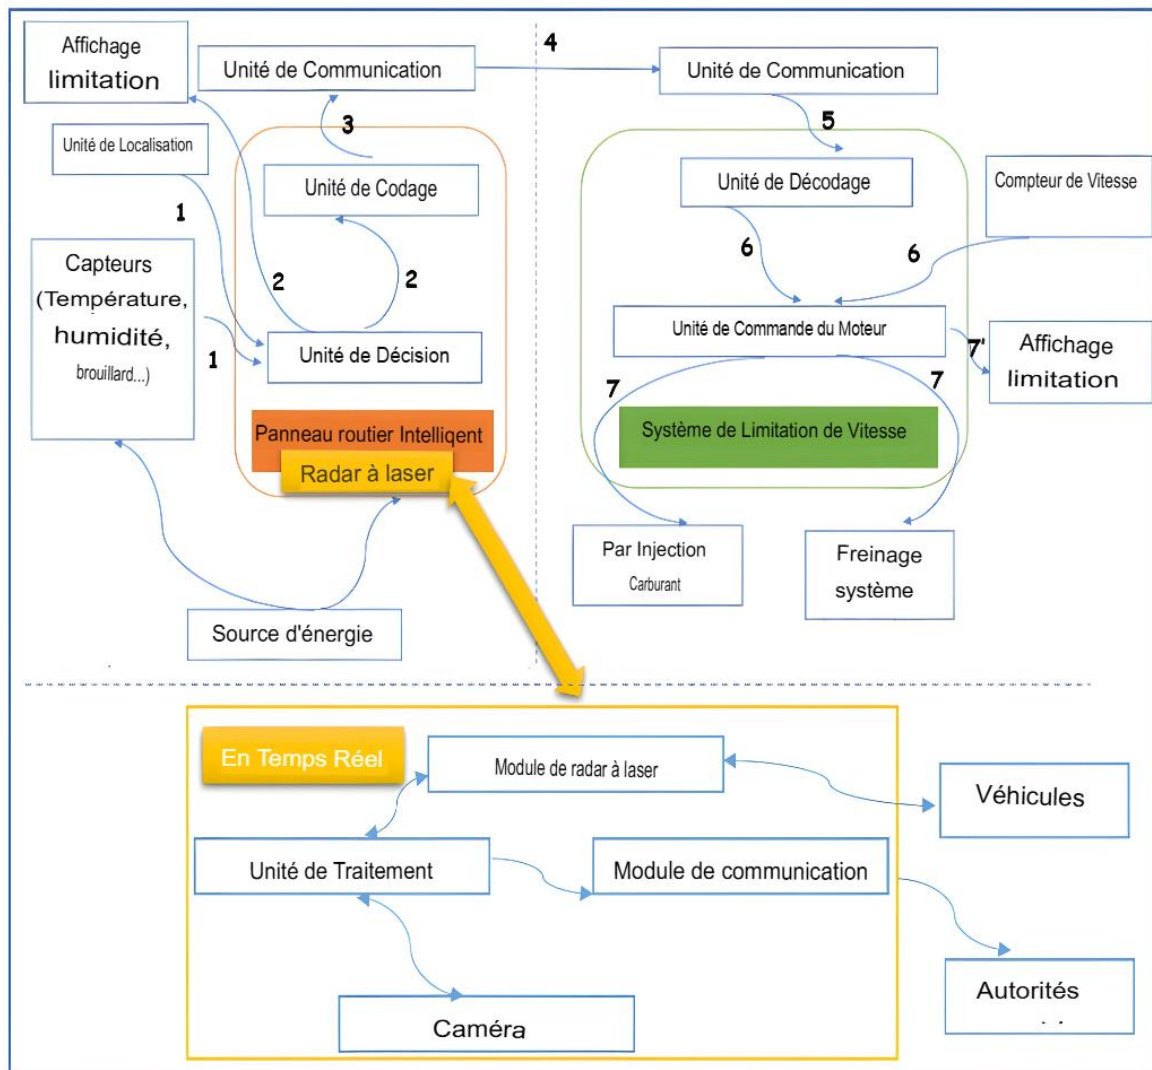 Affichage
limitation
Unité de Communication
4
Unité de Communication
3
5
Unité de Localisation
Unité de Codage
Unité de Décodage
Compteur de Vitesse
1
Capteurs
(Température,
humidité,
brouillard...)
2
2
6
6
1
Unité de Décision
Unité de Commande du Moteur
7'
Affichage
limitation
7
7
Panneau routier Intelliqent
Radar à laser
Système de Limitation de Vitesse
Par Injection
Carburant
Freinage
système
Source d'énergie
En Temps Réel
Module de radar à laser
Véhicules
Unité de Traitement
Module de communication
Autorités
Caméra